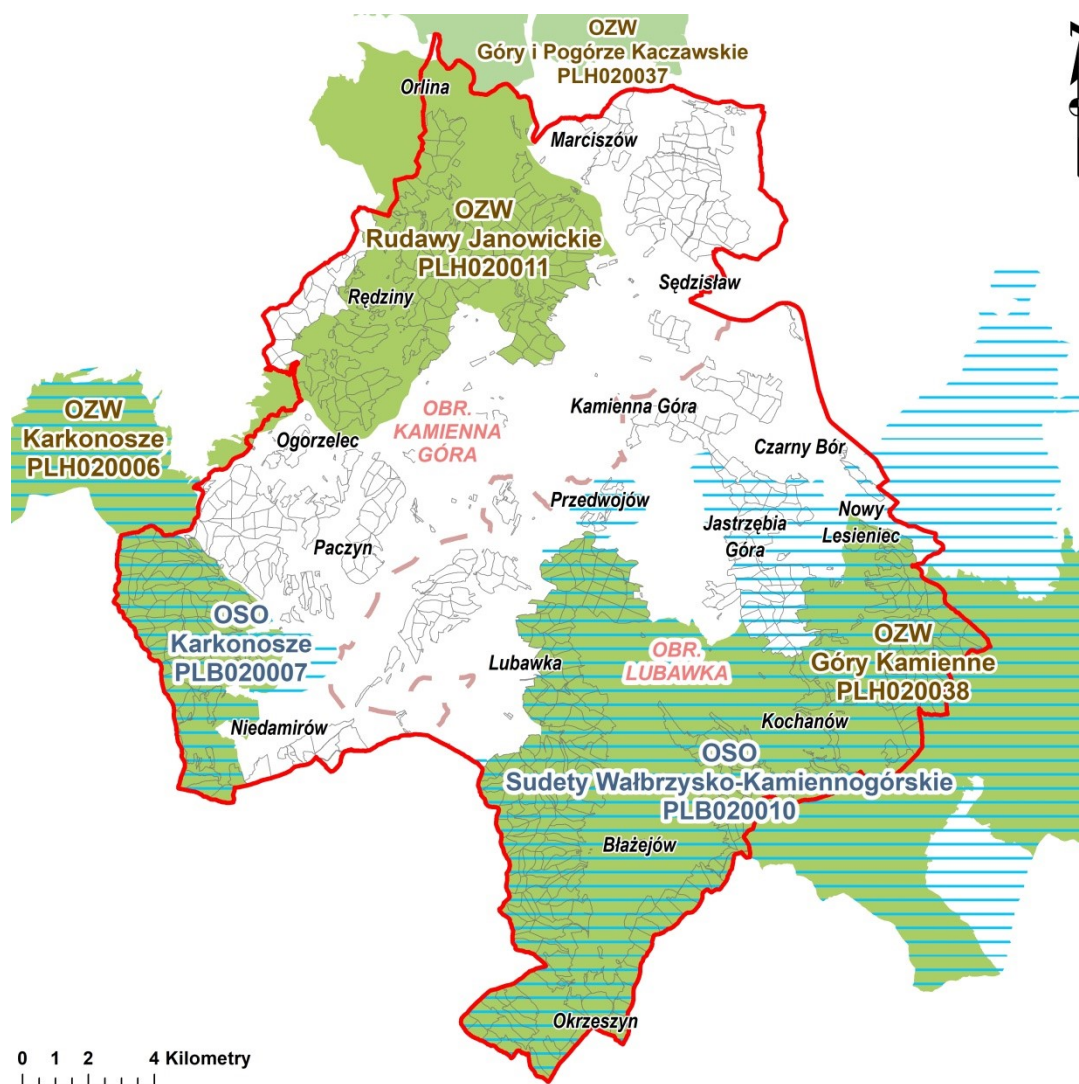 OZW
Góry i Pogórze Kaczawskie
PLH020037
Orlina
Marciszów
OZW
Rudawy Janowickie
PLH020011
Sędzisław
Rędziny
OZW
Karkonosze
PLH020006
OBR.
KAMIENNA
GÓRA
Kamienna Góra
Ogorzelec
Czarny Bór
Przedwojów
Jastrzębia
Góra
Nowy
Lesieniec
Paczyn
OSO
Karkonosze
PLB020007
Lubawka
OBR.
LUBAWKA
OZW
Góry Kamienne
PLH020038
Niedamirów
Kochanów
OSO
Sudety Wałbrzysko-Kamiennogórskie
PLB020010
Błażejów
Okrzeszyn
0 1 2 4 Kilometry